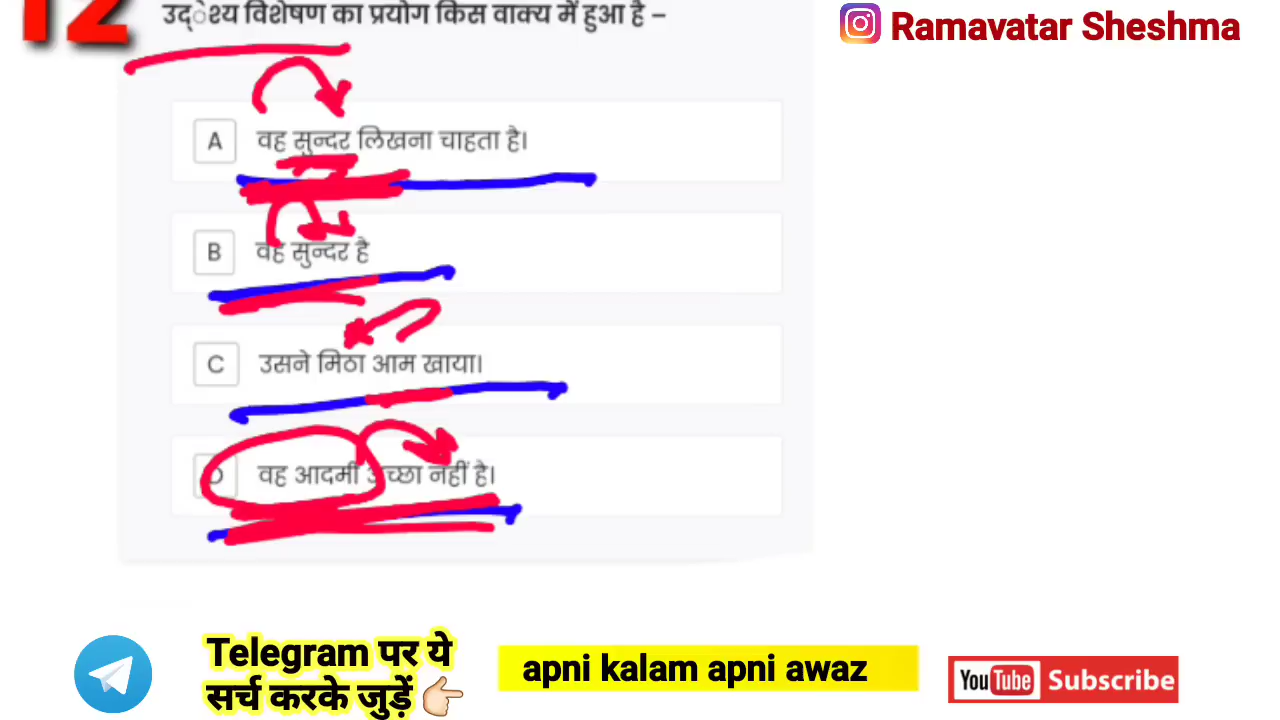 12
उद्ेश्य विशेषण का प्रयोग किस वाक्य में हुआ है –
Ramavatar Sheshma
A वह सुन्दर लिखना चाहता है।
B वह सुन्दर है
C उसने मिठा आम खाया।
D वह आदमी अच्छा नहीं है।
Telegram पर ये
सर्च करके जुड़ें
apni kalam apni awaz
YouTube Subscribe